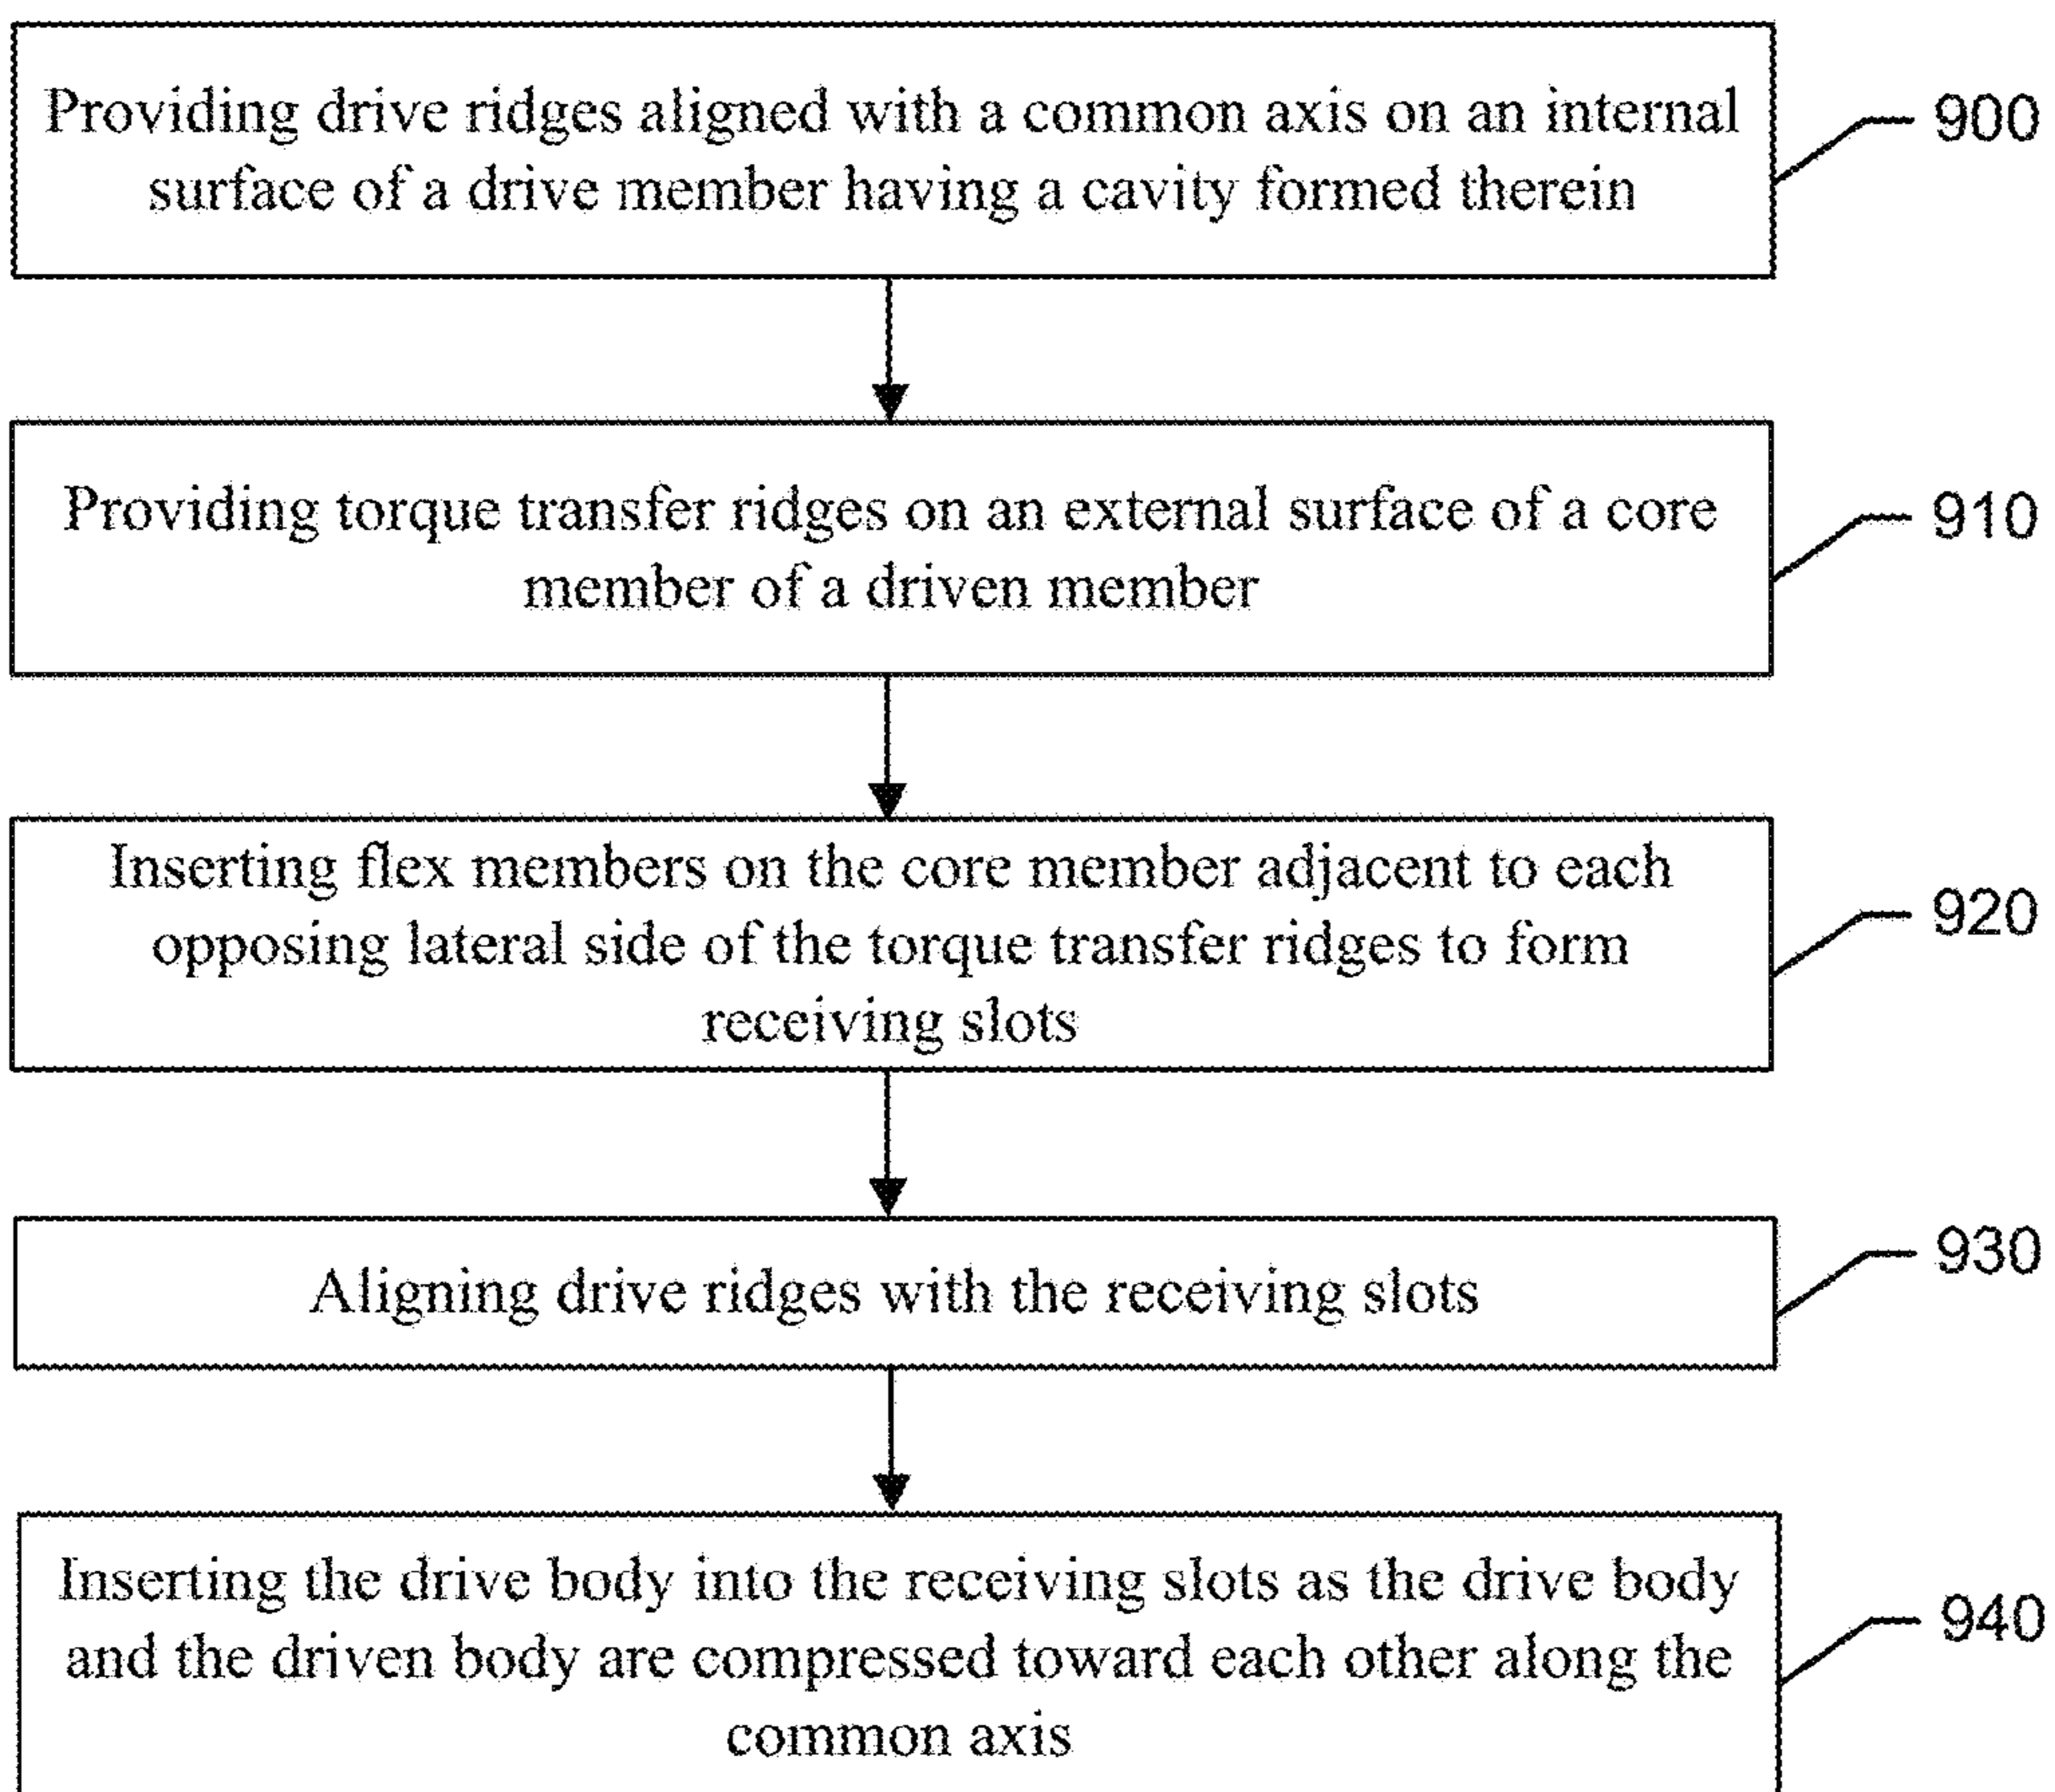 Providing drive ridges aligned with a common axis on an internal
surface of a drive member having a cavity formed therein
900
Providing torque transfer ridges on an external surface of a core
member of a driven member
910
Inserting flex members on the core member adjacent to each
opposing lateral side of the torque transfer ridges to form
receiving slots
920
Aligning drive ridges with the receiving slots
930
Inserting the drive body into the receiving slots as the drive body
and the driven body are compressed toward each other along the
common axis
940